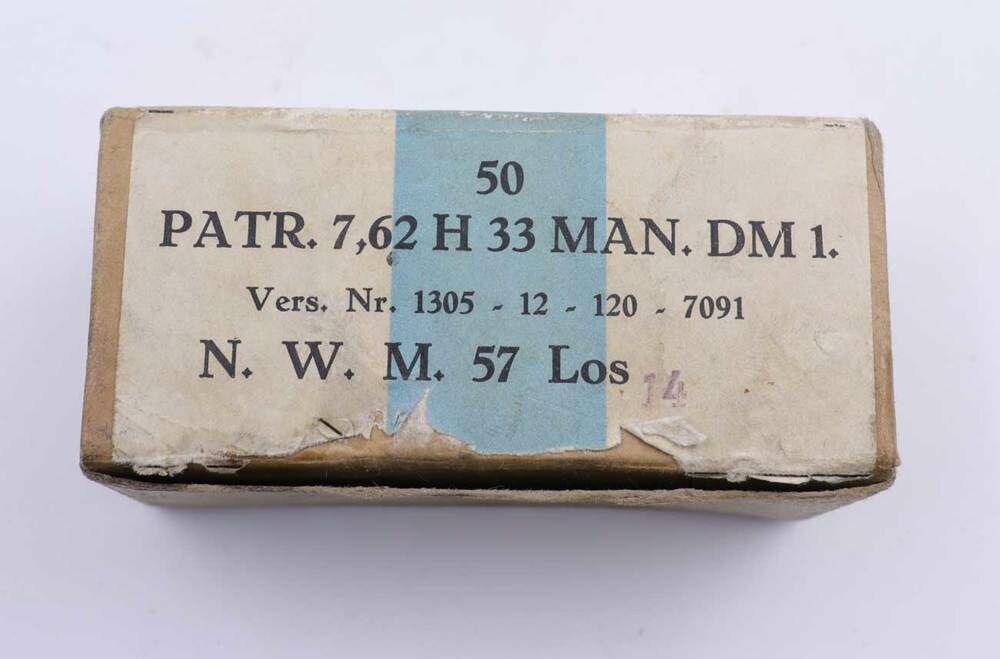 50
PATR. 7,62 H 33 MAN. DM 1.
Vers. Nr. 1305 - 12 - 120 - 7091
N. W. M. 57 Los 14